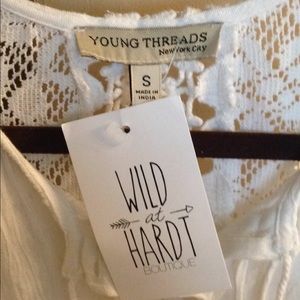 YOUNG THREADS
New York City
S
MADE IN
INDIA
WILD
at
HARDT
BOUTIQUE